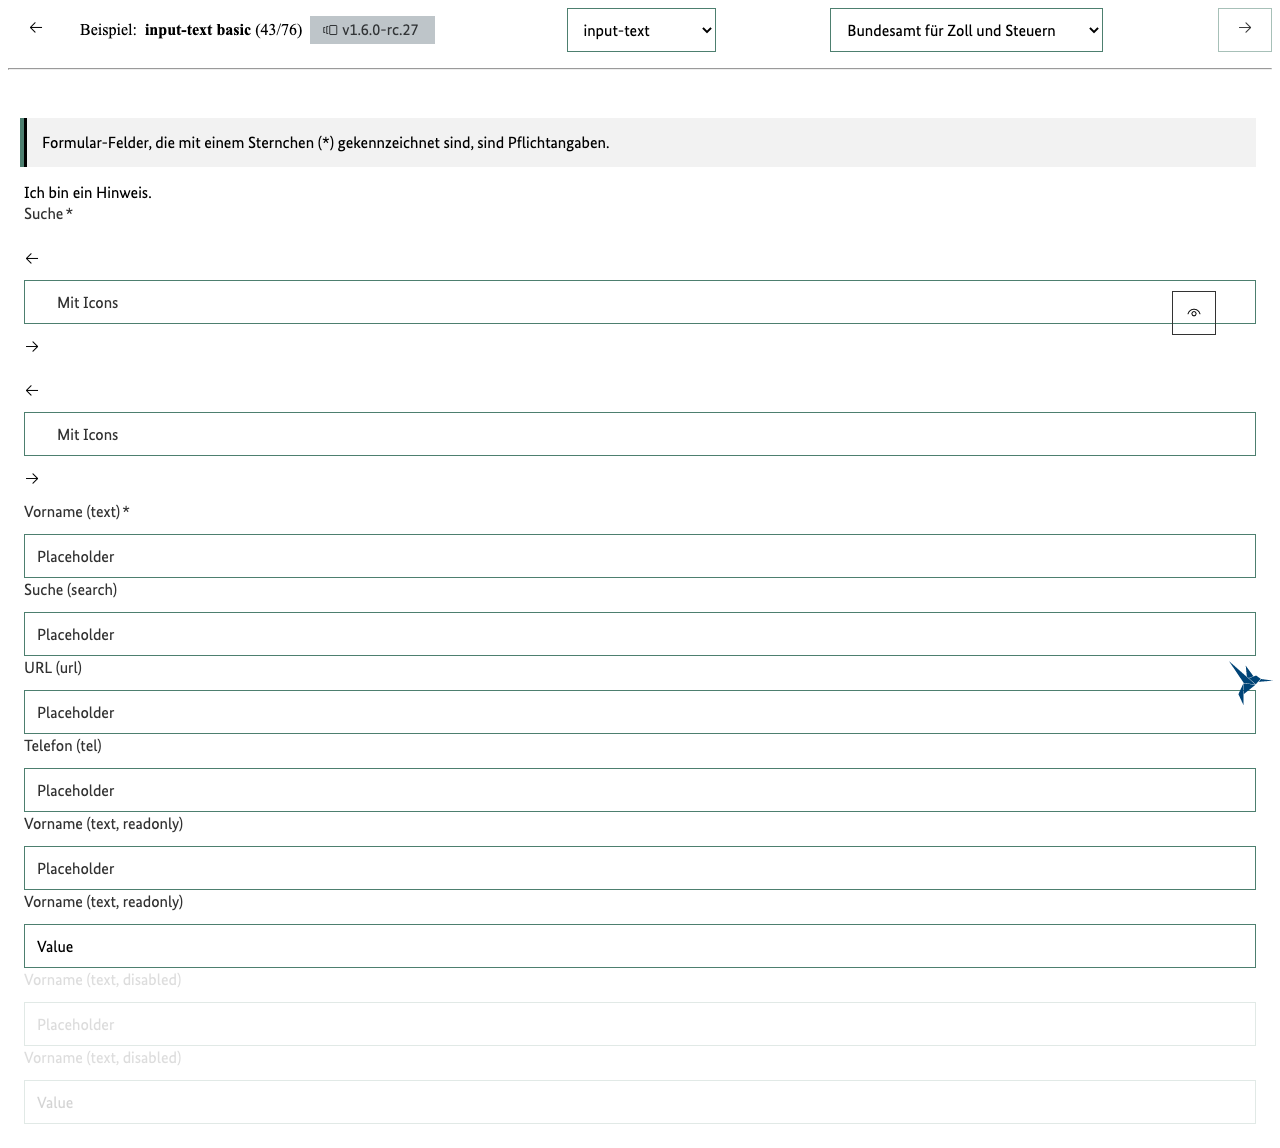 ← Beispiel: input-text basic (43/76) v1.6.0-rc.27 input-text Bundesamt für Zoll und Steuern →
Formular-Felder, die mit einem Sternchen (*) gekennzeichnet sind, sind Pflichtangaben.
Ich bin ein Hinweis.
Suche*
←
Mit Icons
→
←
Mit Icons
→
Vorname (text)*
Placeholder
Suche (search)
Placeholder
URL (url)
Placeholder
Telefon (tel)
Placeholder
Vorname (text, readonly)
Placeholder
Vorname (text, readonly)
Value
Vorname (text, disabled)
Placeholder
Vorname (text, disabled)
Value